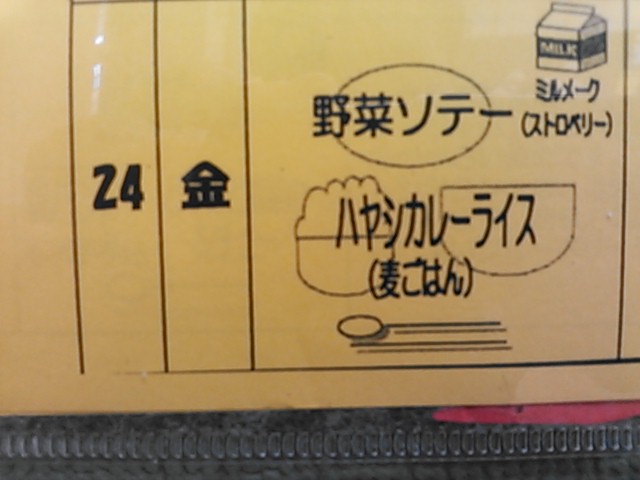 MILK
ミルメーク
(ストロベリー)
野菜ソテー
24 金
ハヤシカレーライス
(麦ごはん)